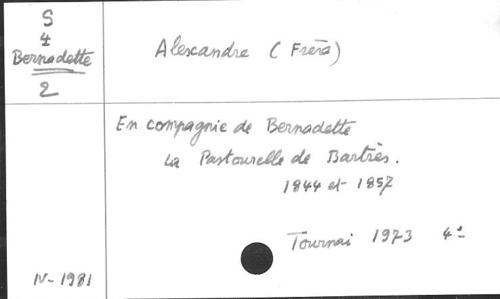 S
4
Bernadette
2
Alexandre (Frère)
En compagnie de Bernadette
La Pastourelle de Bartrès.
1844 et 1857
Tournai 1973 4°
IV-1981